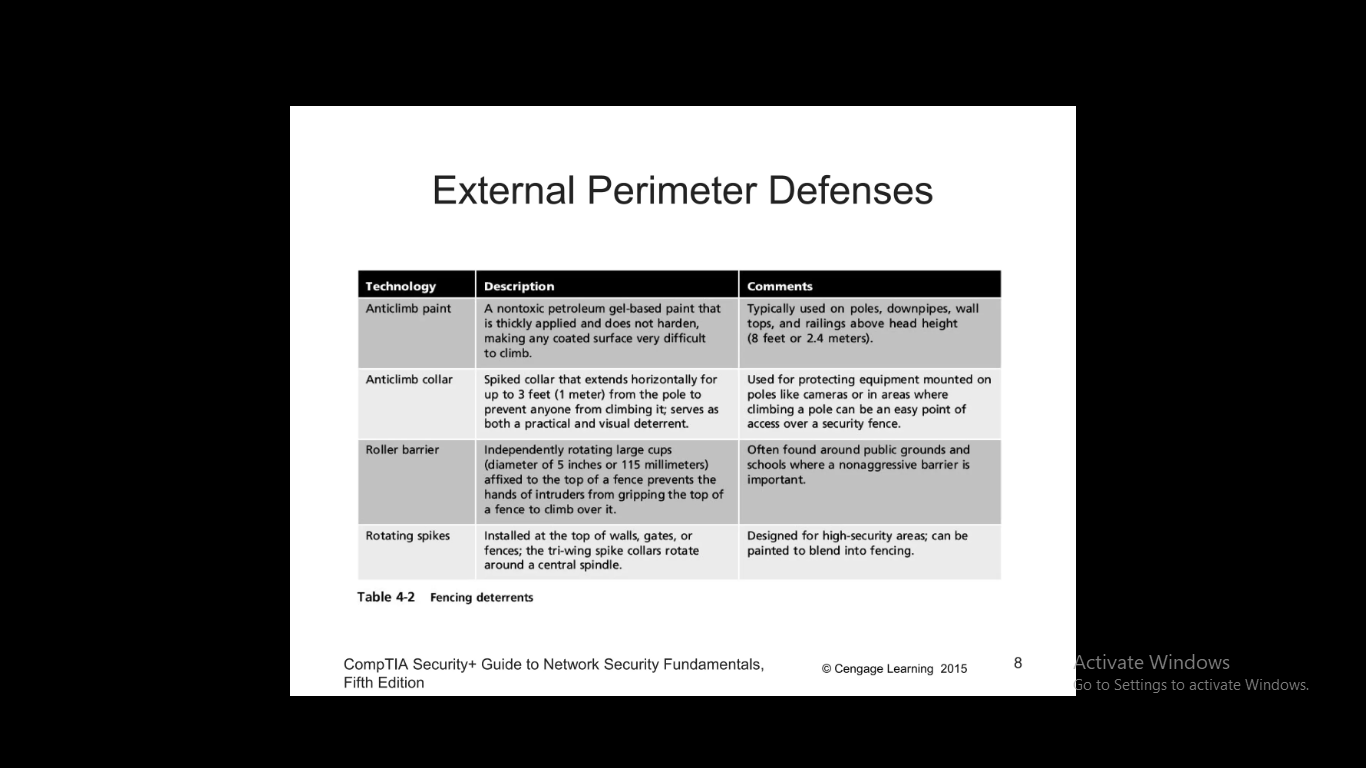 External Perimeter Defenses
Technology Description Comments
Anticlimb paint
A nontoxic petroleum gel-based paint that
is thickly applied and does not harden,
making any coated surface very difficult
to climb.
Typically used on poles, downpipes, wall
tops, and railings above head height
(8 feet or 2.4 meters).
Anticlimb collar
Spiked collar that extends horizontally for
up to 3 feet (1 meter) from the pole to
prevent anyone from climbing it; serves as
both a practical and visual deterrent.
Used for protecting equipment mounted on
poles like cameras or in areas where
climbing a pole can be an easy point of
access over a security fence.
Roller barrier
Independently rotating large cups
(diameter of 5 inches or 115 millimeters)
affixed to the top of a fence prevents the
hands of intruders from gripping the top of
a fence to climb over it.
Often found around public grounds and
schools where a nonaggressive barrier is
important.
Rotating spikes
Installed at the top of walls, gates, or
fences; the tri-wing spike collars rotate
around a central spindle.
Designed for high-security areas; can be
painted to blend into fencing.
Table 4-2 Fencing deterrents
CompTIA Security+ Guide to Network Security Fundamentals,
Fifth Edition
© Cengage Learning 2015
8
Activate Windows
Go to Settings to activate Windows.